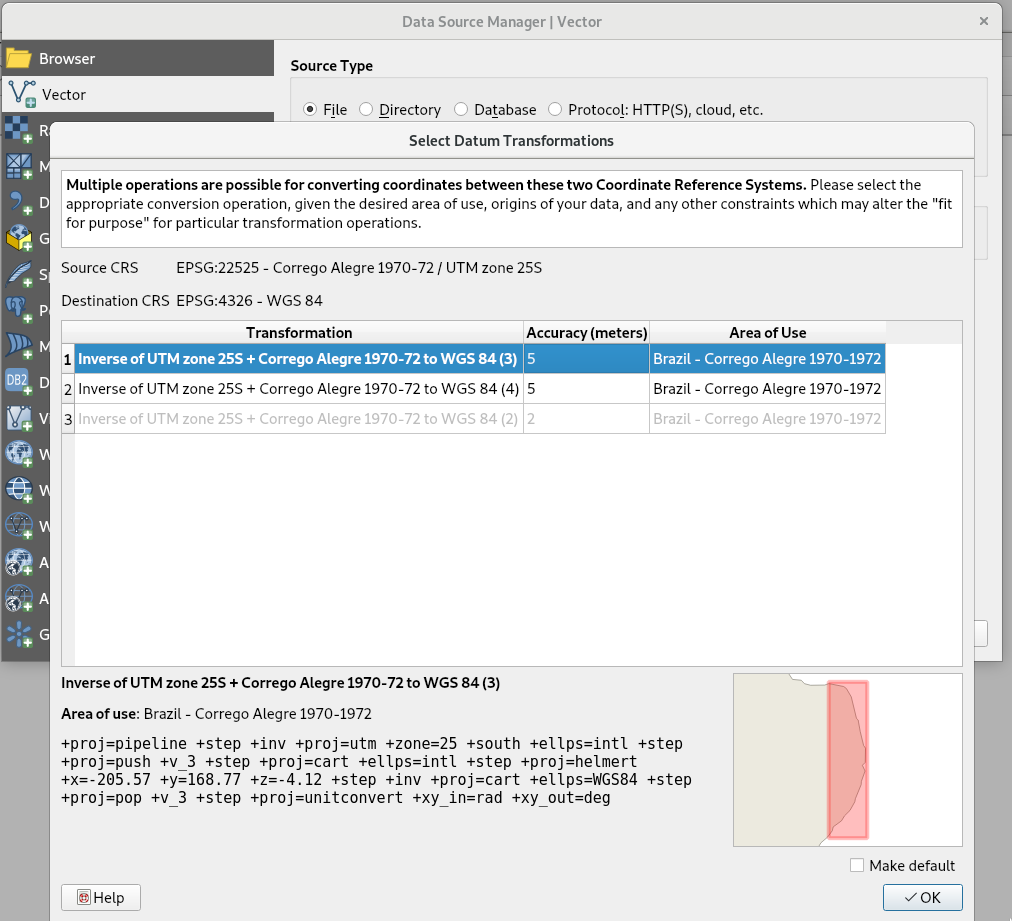 Data Source Manager | Vector
Browser
Vector
Source Type
File
Directory
Database
Protocol: HTTP(S), cloud, etc.
Select Datum Transformations
Multiple operations are possible for converting coordinates between these two Coordinate Reference Systems. Please select the
appropriate conversion operation, given the desired area of use, origins of your data, and any other constraints which may alter the "fit
for purpose" for particular transformation operations.
Source CRS EPSG:22525 - Corrego Alegre 1970-72 / UTM zone 25S
Destination CRS EPSG:4326 - WGS 84
Transformation Accuracy (meters) Area of Use
1 Inverse of UTM zone 25S + Corrego Alegre 1970-72 to WGS 84 (3) 5 Brazil - Corrego Alegre 1970-1972
2 Inverse of UTM zone 25S + Corrego Alegre 1970-72 to WGS 84 (4) 5 Brazil - Corrego Alegre 1970-1972
3 Inverse of UTM zone 25S + Corrego Alegre 1970-72 to WGS 84 (2) 2 Brazil - Corrego Alegre 1970-1972
DB2
Inverse of UTM zone 25S + Corrego Alegre 1970-72 to WGS 84 (3)
Area of use: Brazil - Corrego Alegre 1970-1972
+proj=pipeline +step +inv +proj=utm +zone=25 +south +ellps=intl +step
+proj=push +v_3 +step +proj=cart +ellps=intl +step +proj=helmert
+x=-205.57 +y=168.77 +z=-4.12 +step +inv +proj=cart +ellps=WGS84 +step
+proj=pop +v_3 +step +proj=unitconvert +xy_in=rad +xy_out=deg
Make default
Help
OK